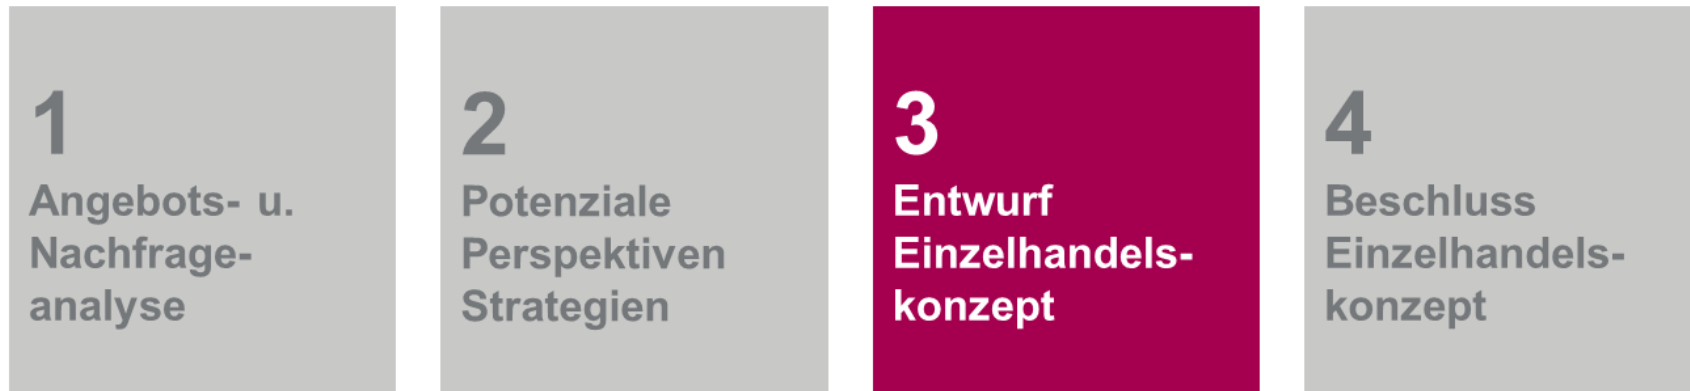 1
Angebots- u.
Nachfrage-
analyse
2
Potenziale
Perspektiven
Strategien
3
Entwurf
Einzelhandels-
konzept
4
Beschluss
Einzelhandels-
konzept